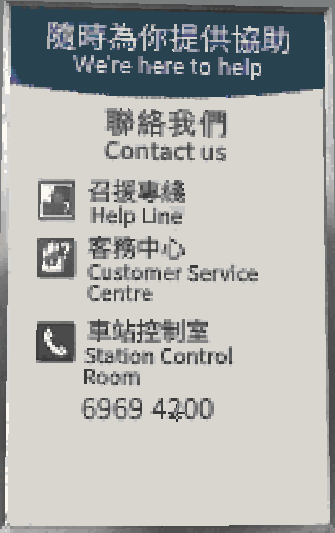 隨時為你提供協助
We're here to help
聯絡我們
Contact us
召援專綫
Help Line
客務中心
Customer Service
Centre
車站控制室
Station Control
Room
6969 4200